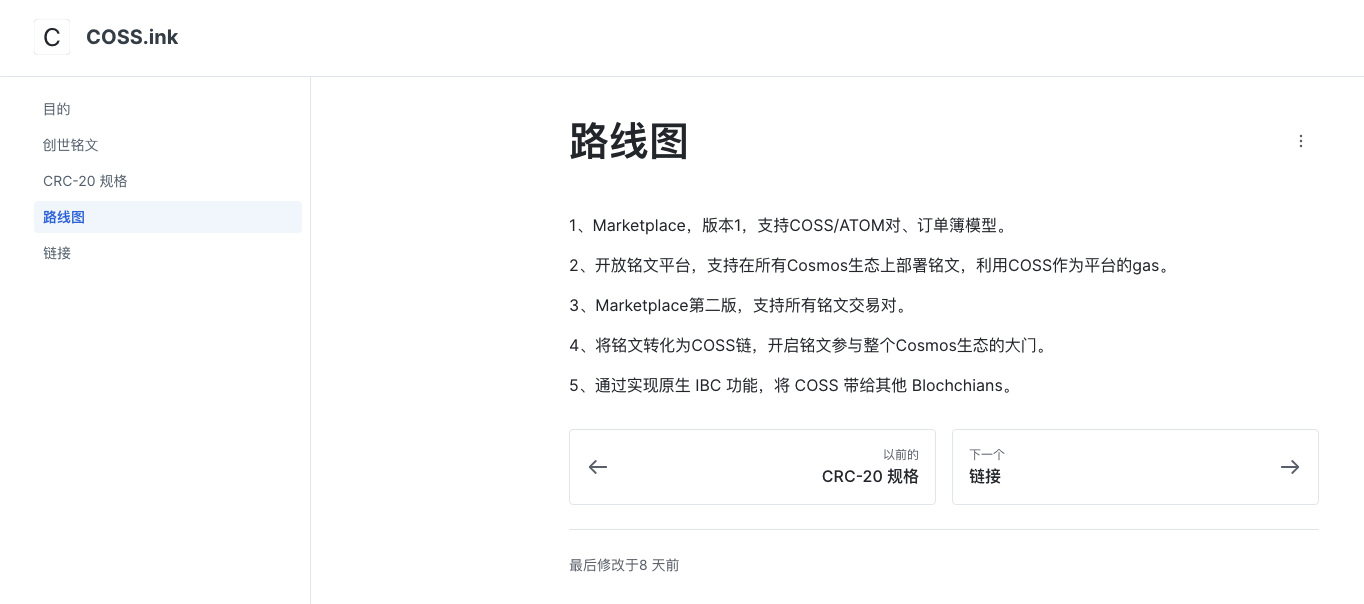 C COSS.ink
目的
创世铭文
CRC-20 规格
路线图
链接
路线图
1、Marketplace，版本1，支持COSS/ATOM对、订单簿模型。
2、开放铭文平台，支持在所有Cosmos生态上部署铭文，利用COSS作为平台的gas。
3、Marketplace第二版，支持所有铭文交易对。
4、将铭文转化为COSS链，开启铭文参与整个Cosmos生态的大门。
5、通过实现原生 IBC 功能，将 COSS 带给其他 Blochchians。
以前的
CRC-20 规格
下一个
链接
最后修改于8 天前